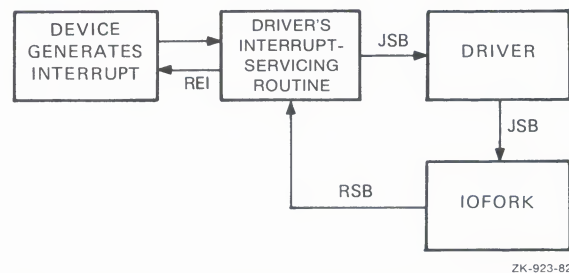 DEVICE
GENERATES
INTERRUPT
REI
DRIVER'S
INTERRUPT-
SERVICING
ROUTINE
JSB
DRIVER
JSB
IOFORK
RSB
ZK-923-82